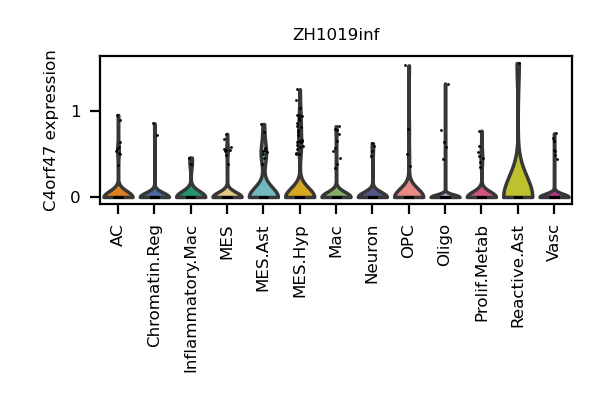 ZH1019inf
C4orf47 expression
1
0
AC
Chromatin.Reg
Inflammatory.Mac
MES
MES.Ast
MES.Hyp
Mac
Neuron
OPC
Oligo
Prolif.Metab
Reactive.Ast
Vasc